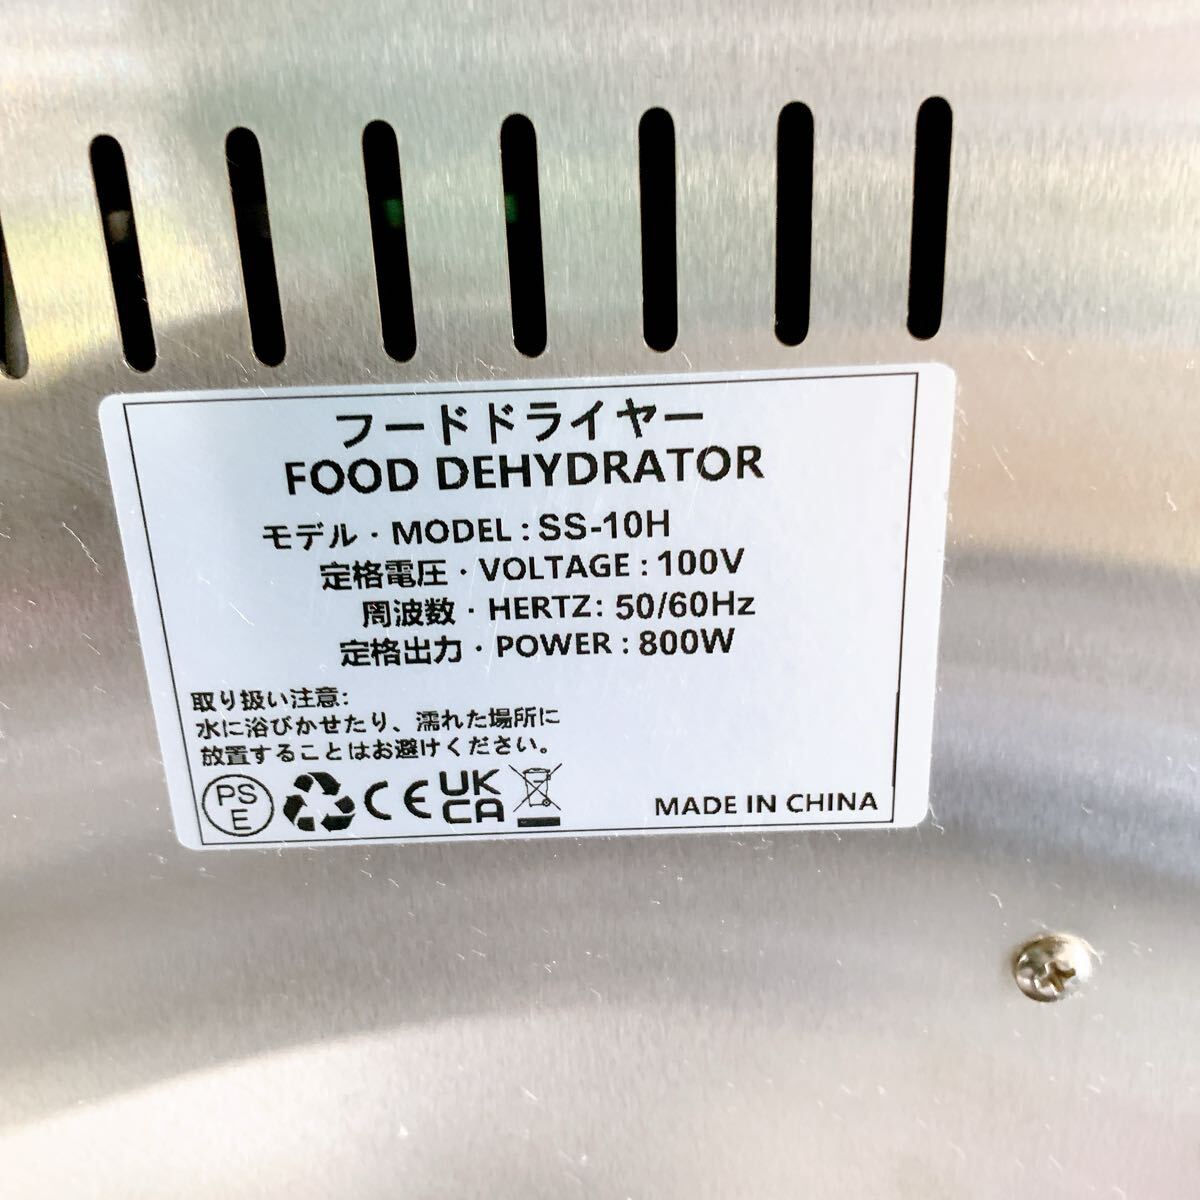 フードドライヤー
FOOD DEHYDRATOR
モデル・MODEL : SS-10H
定格電圧・VOLTAGE : 100V
周波数・HERTZ: 50/60Hz
定格出力・POWER : 800W
取り扱い注意:
水に浴びかせたり、濡れた場所に
放置することはお避けください。
PS
E
CE
UK
CA
MADE IN CHINA